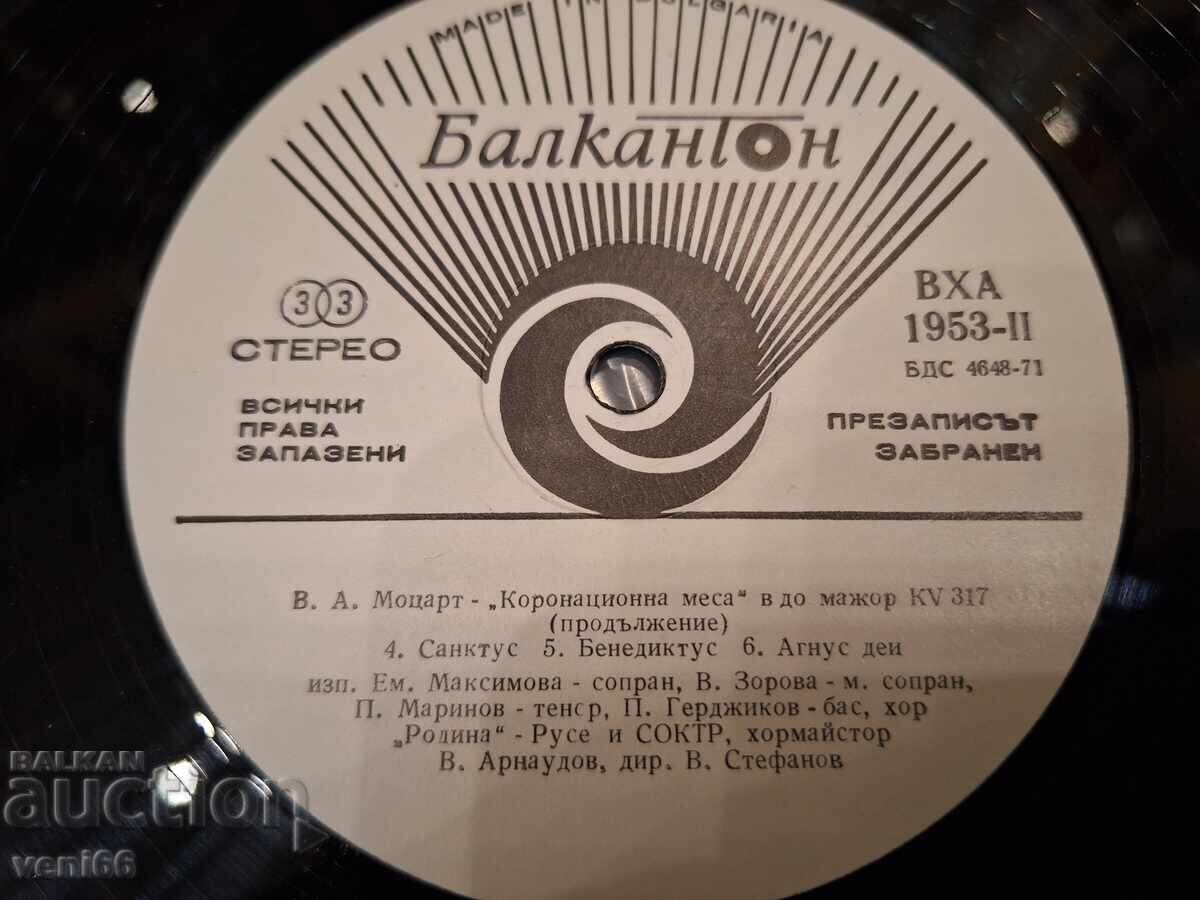 MADE IN BULGARIA
Балкантон
33
СТЕРЕО
ВСИЧКИ
ПРАВА
ЗАПАЗЕНИ
ВХА
1953-II
БДС 4648-71
ПРЕЗАПИСЪТ
ЗАБРАНЕН
В. А. Моцарт - „Коронационна меса" в до мажор KV 317
(продължение)
4. Санктус 5. Бенедиктус 6. Агнус деи
изп. Ем. Максимова - сопран, В. Зорова - м. сопран,
П. Маринов - тенор, П. Герджиков - бас, хор
„Родина" - Русе и СОКТР, хормайстор
В. Арнаудов, дир. В. Стефанов
BALKAN
auction
veni66